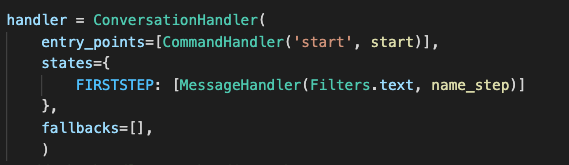 handler = ConversationHandler(
    entry_points=[CommandHandler('start', start)],
    states={
        FIRSTSTEP: [MessageHandler(Filters.text, name_step)]
    },
    fallbacks=[],
    )